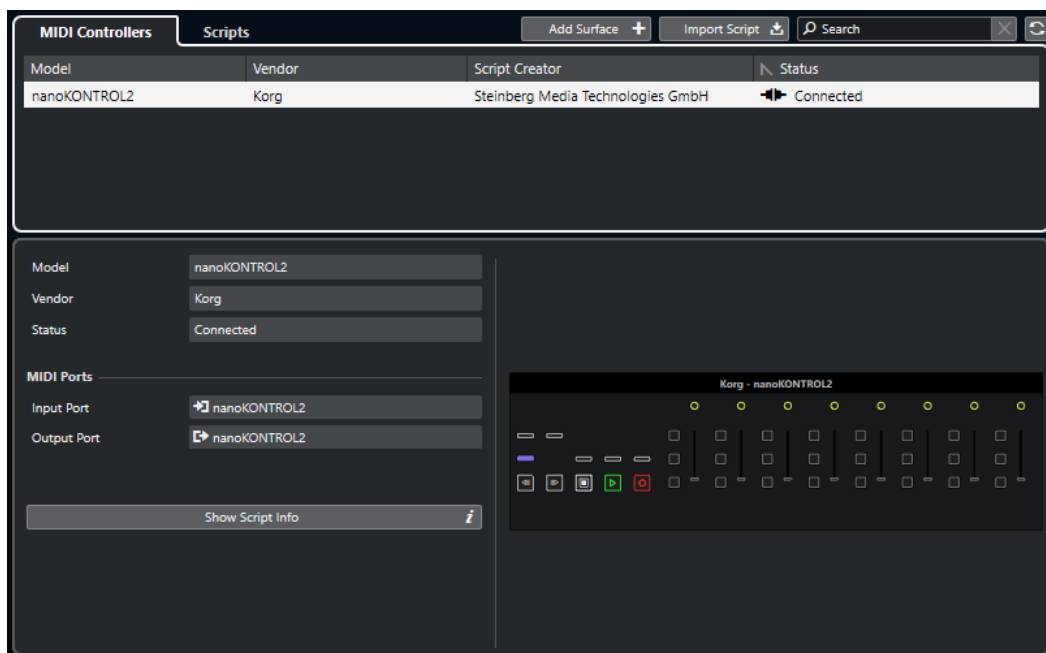 MIDI Controllers Scripts Add Surface Import Script Search
Model Vendor Script Creator Status
nanoKONTROL2 Korg Steinberg Media Technologies GmbH Connected
Model nanoKONTROL2
Vendor Korg
Status Connected
MIDI Ports
Input Port nanoKONTROL2
Output Port nanoKONTROL2
Show Script Info i
Korg - nanoKONTROL2